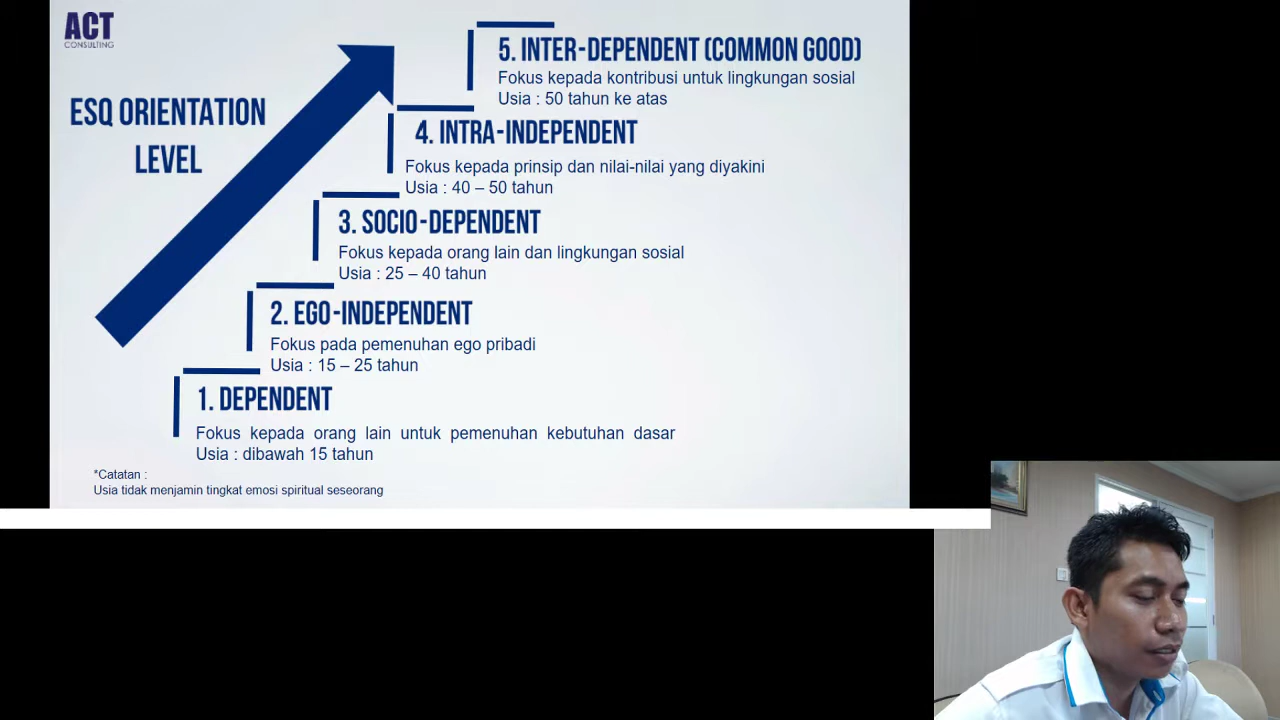 ACT
CONSULTING
ESQ ORIENTATION
LEVEL
5. INTER-DEPENDENT (COMMON GOOD)
Fokus kepada kontribusi untuk lingkungan sosial
Usia : 50 tahun ke atas
4. INTRA-INDEPENDENT
Fokus kepada prinsip dan nilai-nilai yang diyakini
Usia : 40 – 50 tahun
3. SOCIO-DEPENDENT
Fokus kepada orang lain dan lingkungan sosial
Usia : 25 – 40 tahun
2. EGO-INDEPENDENT
Fokus pada pemenuhan ego pribadi
Usia : 15 – 25 tahun
1. DEPENDENT
Fokus kepada orang lain untuk pemenuhan kebutuhan dasar
Usia : dibawah 15 tahun
*Catatan :
Usia tidak menjamin tingkat emosi spiritual seseorang